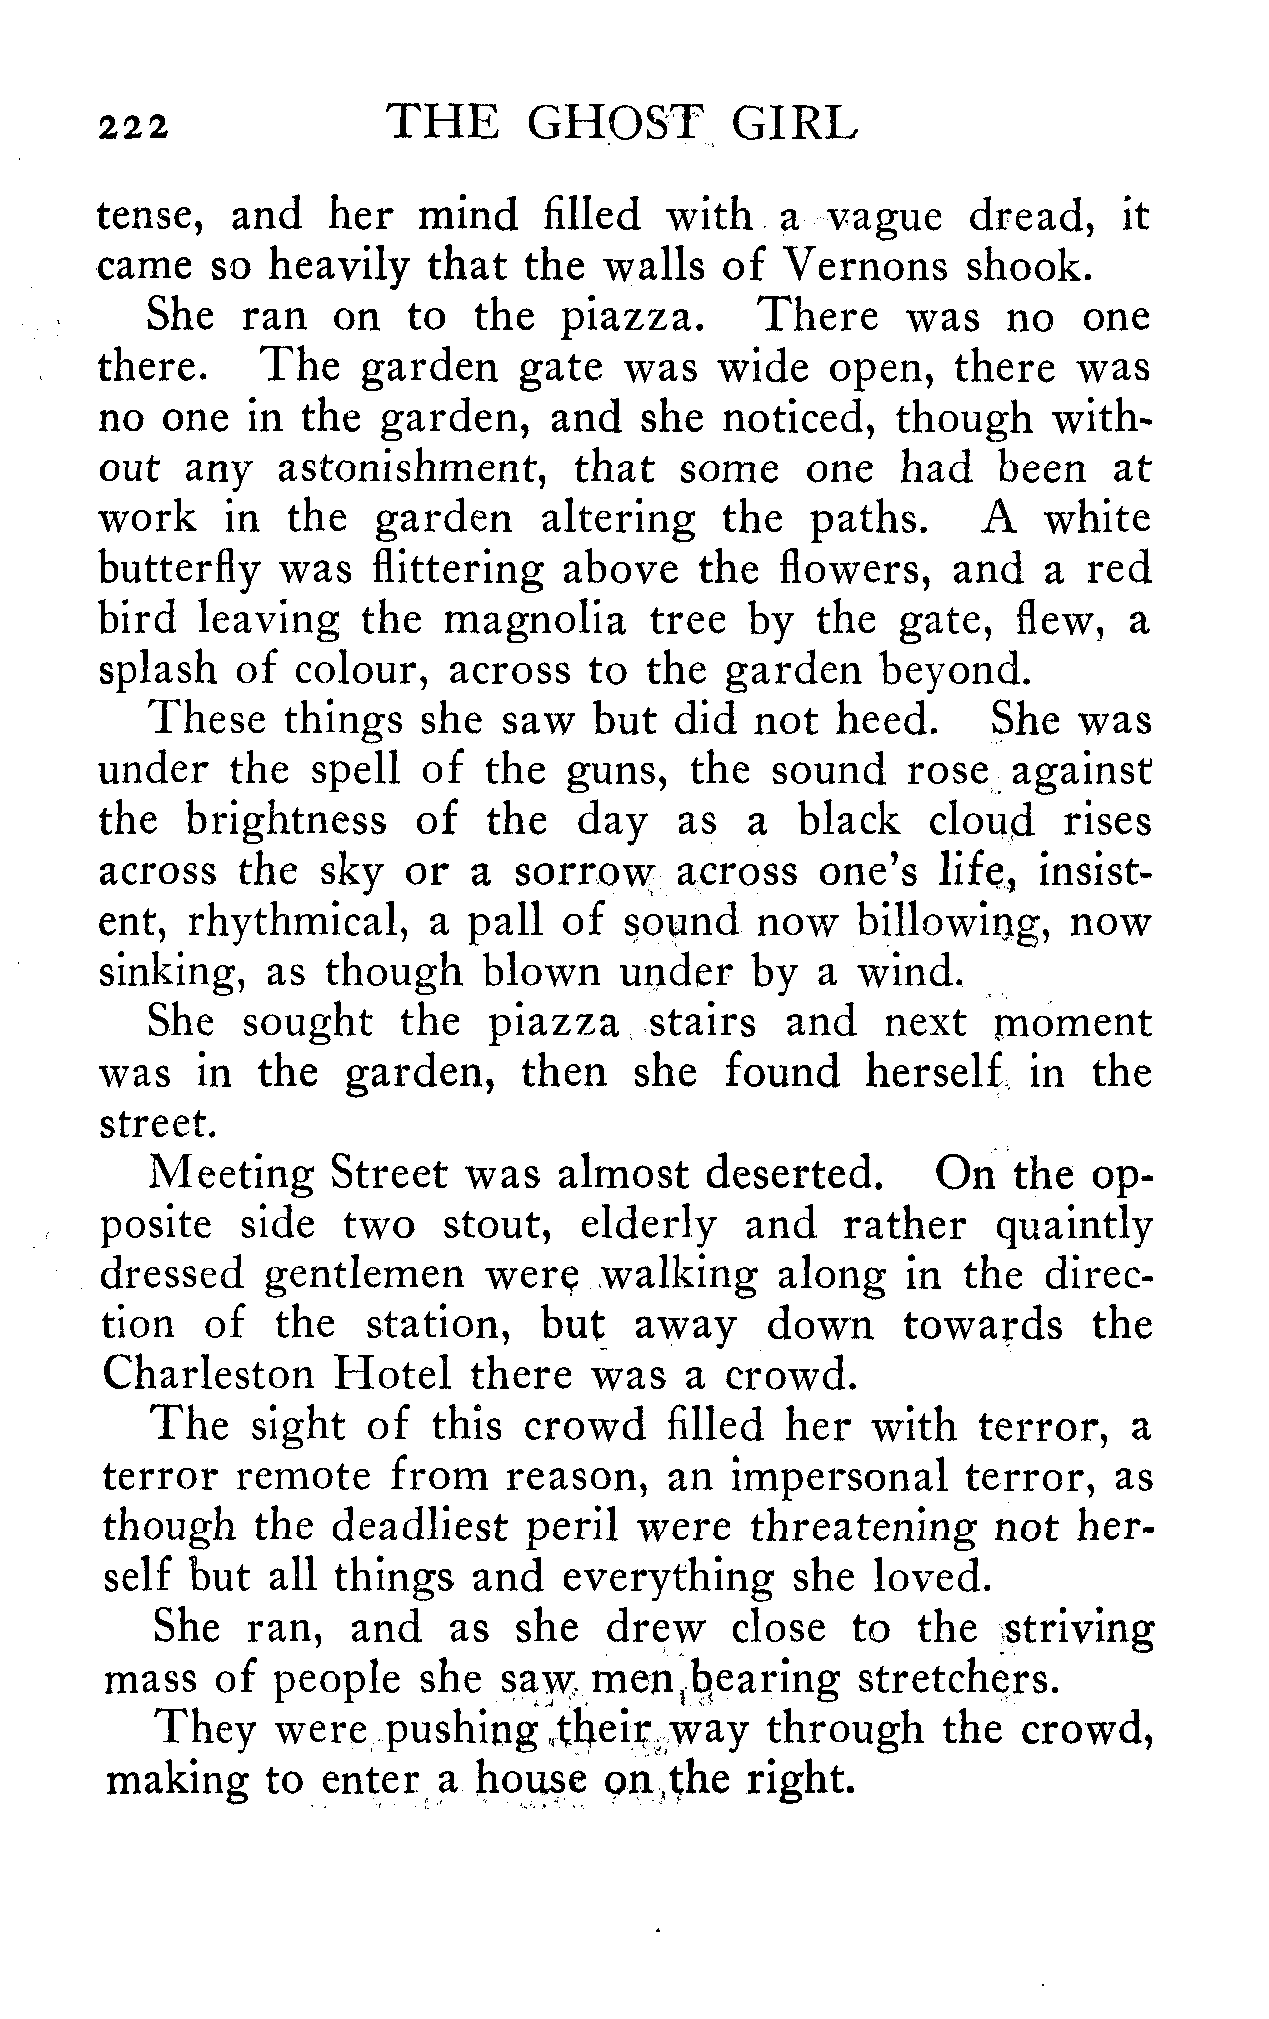 222 THE GHOST GIRL
tense, and her mind filled with a vague dread, it
came so heavily that the walls of Vernons shook.
She ran on to the piazza. There was no one
there. The garden gate was wide open, there was
no one in the garden, and she noticed, though with-
out any astonishment, that some one had been at
work in the garden altering the paths. A white
butterfly was flittering above the flowers, and a red
bird leaving the magnolia tree by the gate, flew, a
splash of colour, across to the garden beyond.
These things she saw but did not heed. She was
under the spell of the guns, the sound rose against
the brightness of the day as a black cloud rises
across the sky or a sorrow across one's life, insist-
ent, rhythmical, a pall of sound now billowing, now
sinking, as though blown under by a wind.
She sought the piazza stairs and next moment
was in the garden, then she found herself in the
street.
Meeting Street was almost deserted. On the op-
posite side two stout, elderly and rather quaintly
dressed gentlemen were walking along in the direc-
tion of the station, but away down towards the
Charleston Hotel there was a crowd.
The sight of this crowd filled her with terror, a
terror remote from reason, an impersonal terror, as
though the deadliest peril were threatening not her-
self but all things and everything she loved.
She ran, and as she drew close to the striving
mass of people she saw men bearing stretchers.
They were pushing their way through the crowd,
making to enter a house on the right.